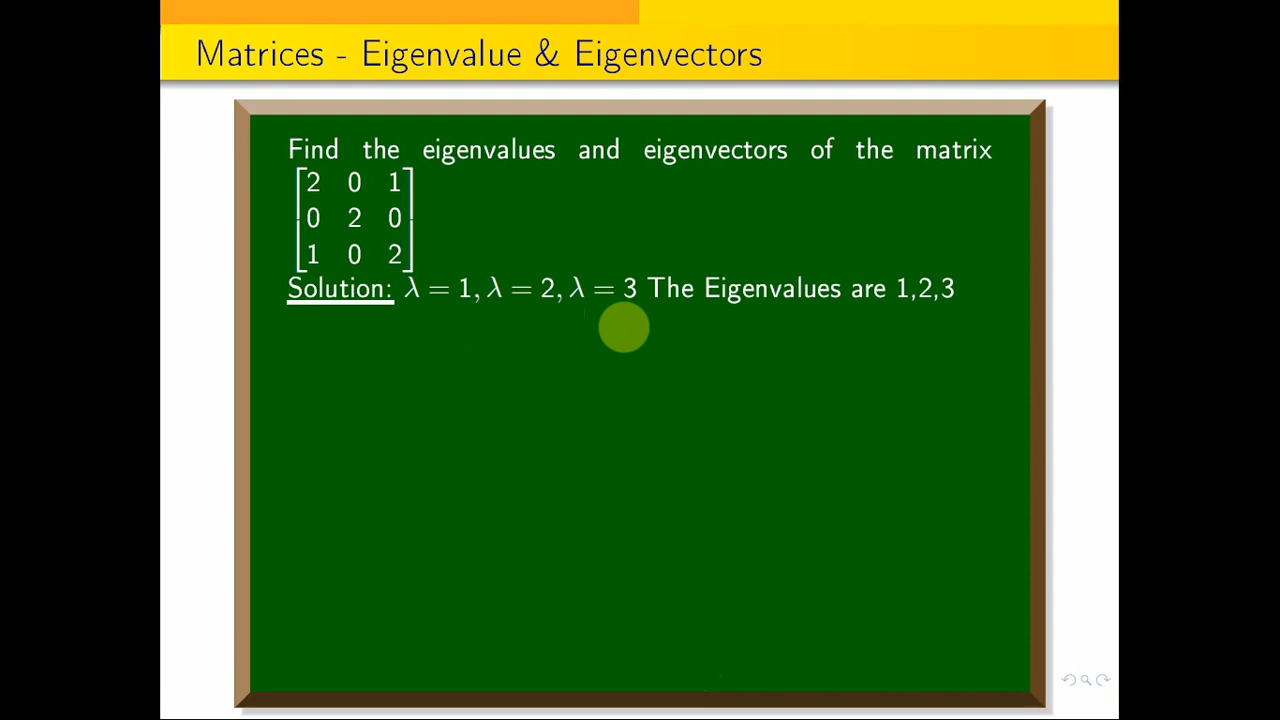 Matrices - Eigenvalue & Eigenvectors
Find the eigenvalues and eigenvectors of the matrix
2 0 1
0 2 0
1 0 2
Solution: λ = 1, λ = 2, λ = 3 The Eigenvalues are 1,2,3